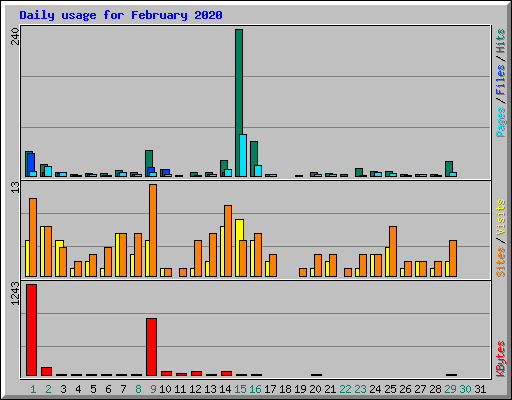 Daily usage for February 2020
240
Pages / Files / Hits
13
Sites / Visits
1243
KBytes
1 2 3 4 5 6 7 8 9 10 11 12 13 14 15 16 17 18 19 20 21 22 23 24 25 26 27 28 29 30 31